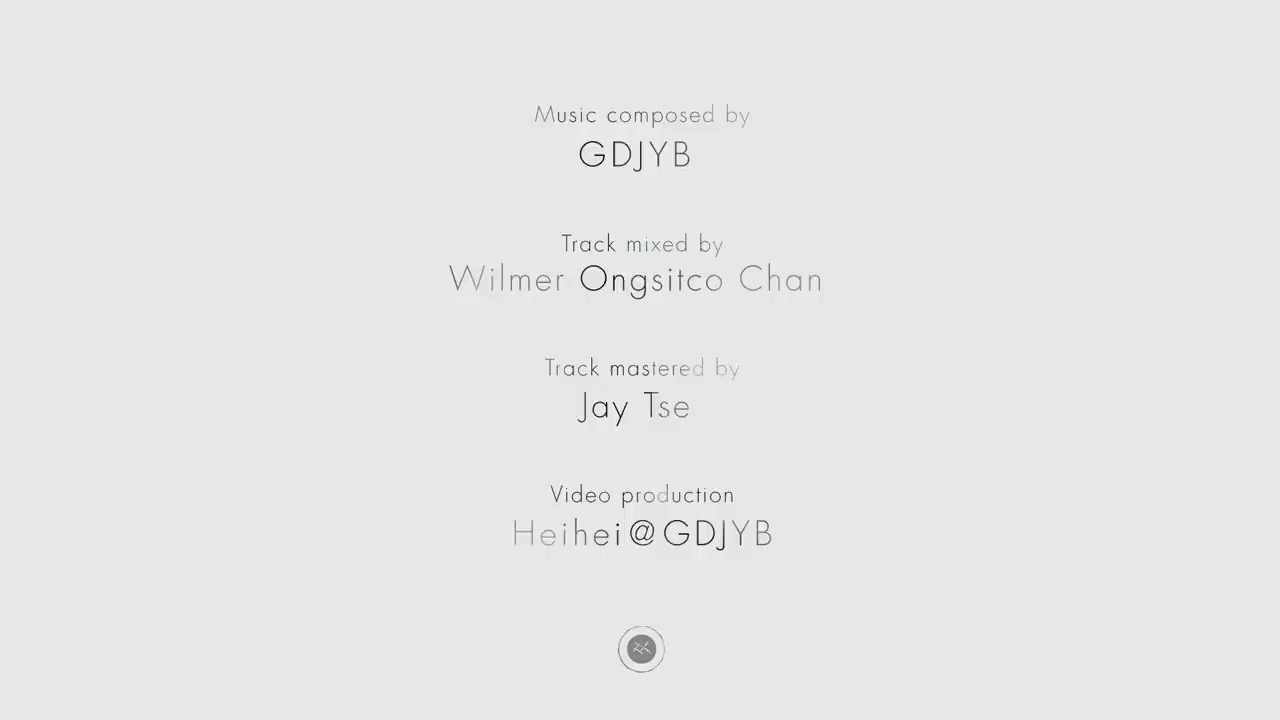 Music composed by
GDJYB
Track mixed by
Wilmer Ongsitco Chan
Track mastered by
Jay Tse
Video production
Heihei@GDJYB